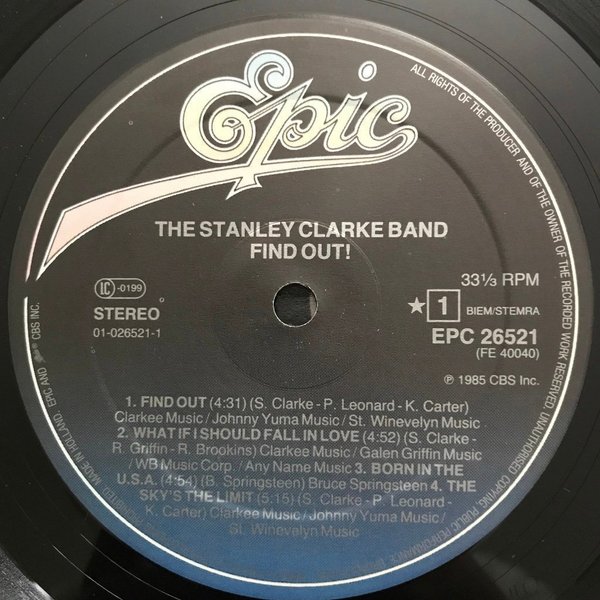 Epic
THE STANLEY CLARKE BAND
FIND OUT!
LC-0199
STEREO
01-026521-1
33⅓ RPM
★ 1 BIEM/STEMRA
EPC 26521
(FE 40040)
℗ 1985 CBS Inc.
1. FIND OUT (4:31) (S. Clarke - P. Leonard - K. Carter)
Clarkee Music / Johnny Yuma Music / St. Winevelyn Music
2. WHAT IF I SHOULD FALL IN LOVE (4:52) (S. Clarke -
R. Griffin - R. Brookins) Clarkee Music / Galen Griffin Music
/ WB Music Corp. / Any Name Music 3. BORN IN THE
U.S.A. (4:54) (B. Springsteen) Bruce Springsteen 4. THE
SKY'S THE LIMIT (5:15) (S. Clarke - P. Leonard -
K. Carter) Clarkee Music / Johnny Yuma Music /
St. Winevelyn Music
ALL RIGHTS OF THE PRODUCER AND OF THE OWNER OF THE RECORDED WORK RESERVED. UNAUTHORISED COPYING, PUBLIC PERFORMANCE
MADE IN HOLLAND. EPIC AND CBS INC.